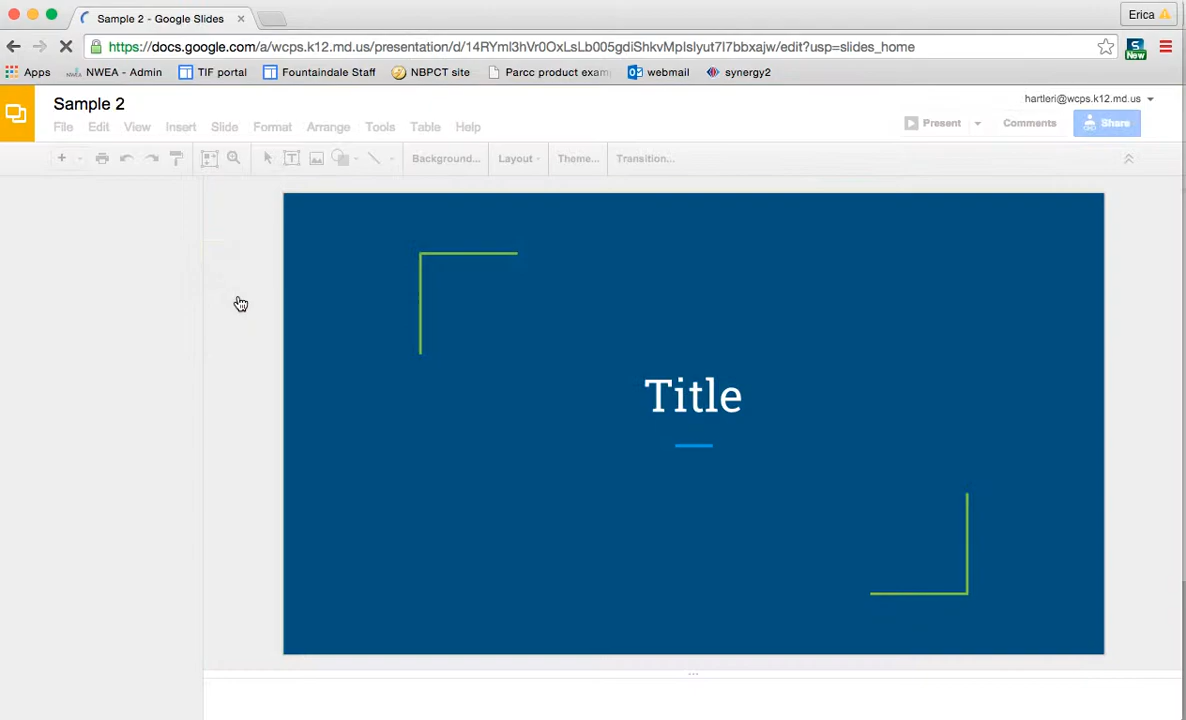 Sample 2 - Google Slides
Erica
https://docs.google.com/a/wcps.k12.md.us/presentation/d/14RYml3hVr0OxLsLb005gdiShkvMpIslyut7I7bbxajw/edit?usp=slides_home
New
Apps
NWEA - Admin
TIF portal
Fountaindale Staff
NBPCT site
Parcc product exam
webmail
synergy2
Sample 2
hartleri@wcps.k12.md.us
File Edit View Insert Slide Format Arrange Tools Table Help
Present
Comments
Share
Background...
Layout
Theme...
Transition...
Title